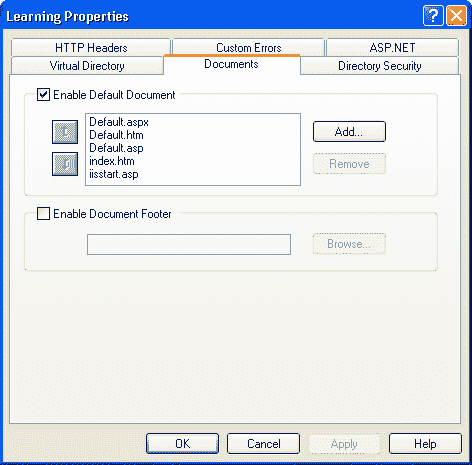 Learning Properties
HTTP Headers Custom Errors ASP.NET
Virtual Directory Documents Directory Security
Enable Default Document
Default.aspx
Default.htm
Default.asp
index.htm
iisstart.asp
Add...
Remove
Enable Document Footer
Browse...
OK Cancel Apply Help